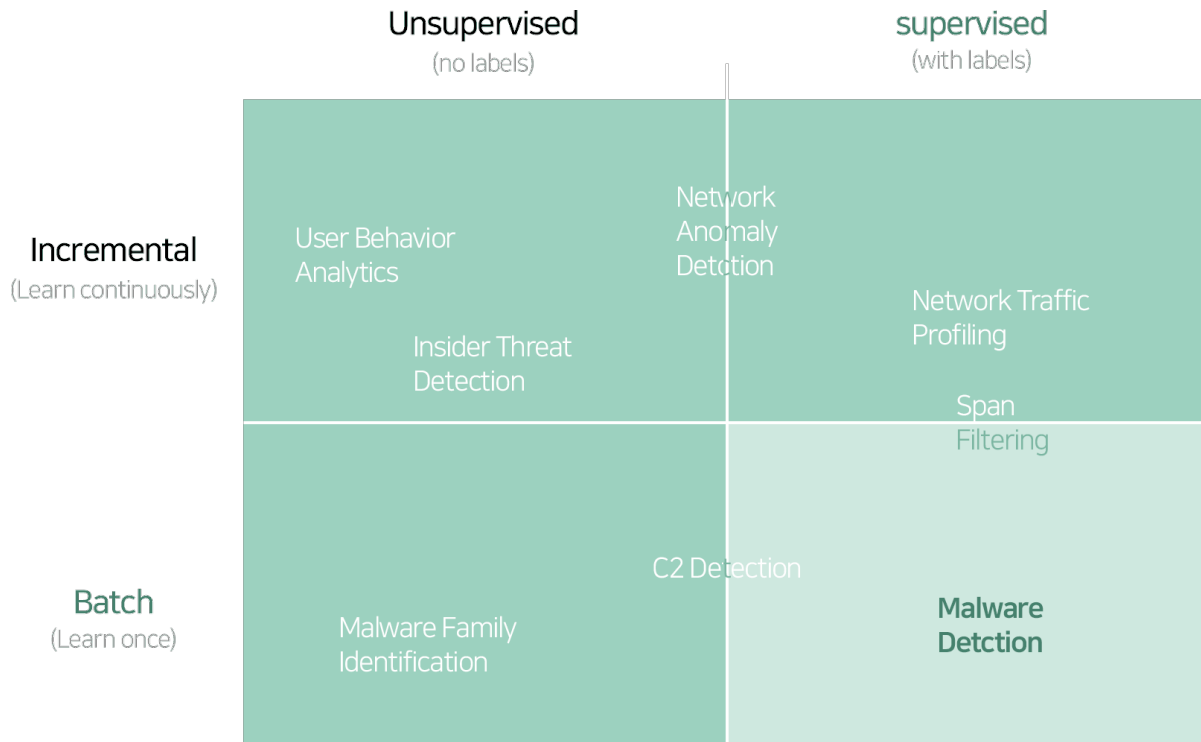 Unsupervised
(no labels)
supervised
(with labels)
Incremental
(Learn continuously)
User Behavior
Analytics
Insider Threat
Detection
Network
Anomaly
Detction
Network Traffic
Profiling
Span
Filtering
Batch
(Learn once)
Malware Family
Identification
C2 Detection
Malware
Detction